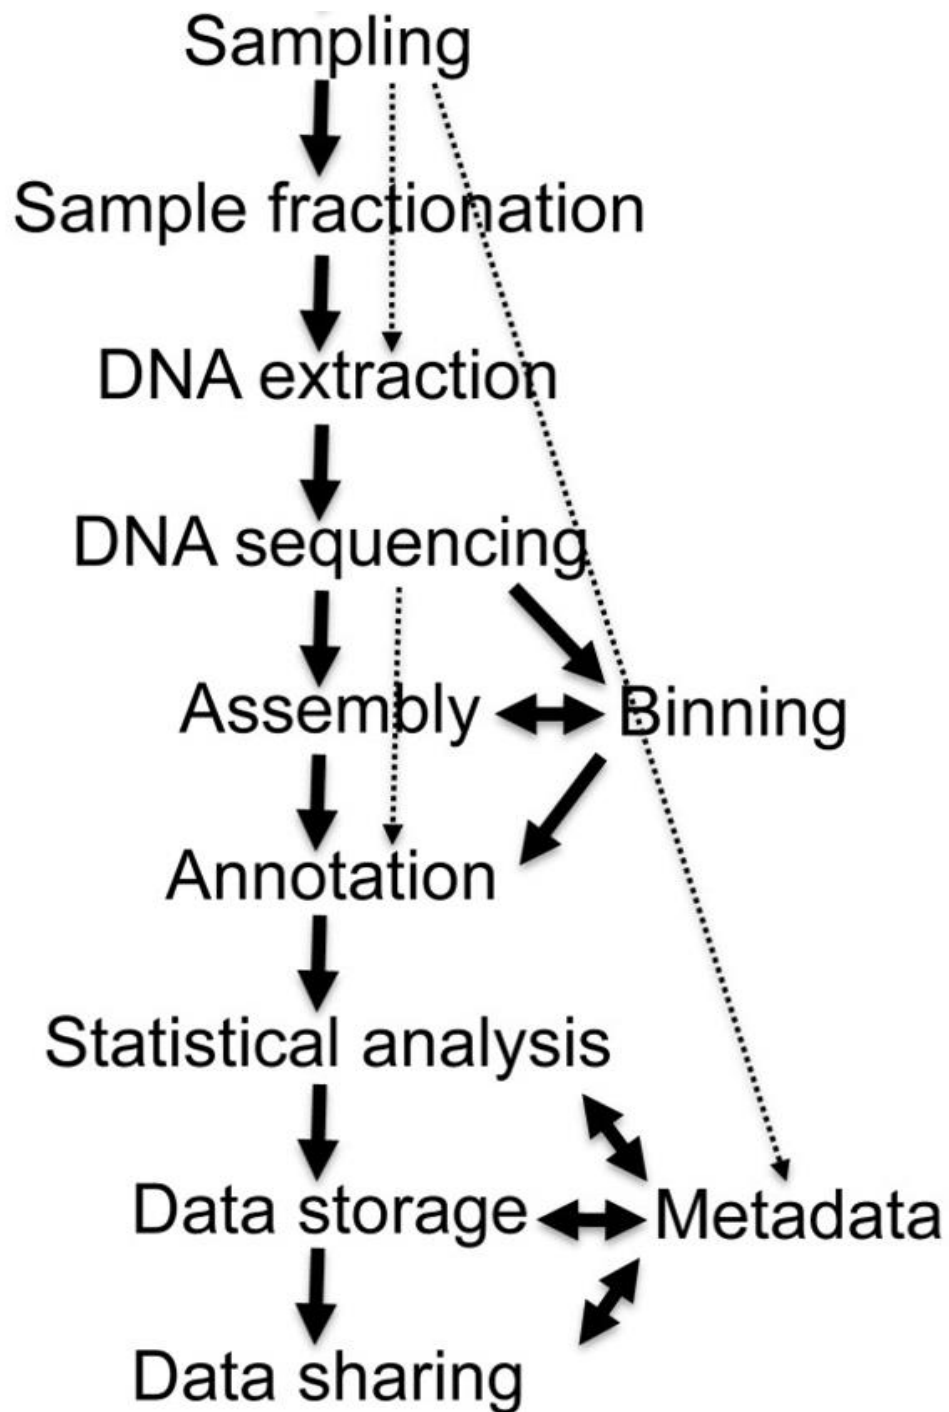 Sampling
Sample fractionation
DNA extraction
DNA sequencing
Assembly Binning
Annotation
Statistical analysis
Data storage Metadata
Data sharing